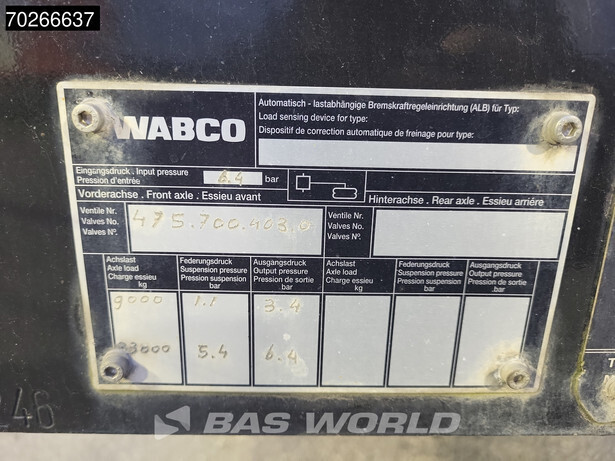 70266637
WABCO
Automatisch - lastabhängige Bremskraftregeleinrichtung (ALB) für Typ:
Load sensing device for type:
Dispositif de correction automatique de freinage pour type:
Eingangsdruck . Input pressure
Pression d'entrée
6.4 bar
Vorderachse . Front axle . Essieu avant
Hinterachse . Rear axle . Essieu arriére
Ventile Nr.
Valves No.
Valves Nº.
475.700.403.0
Ventile Nr.
Valves No.
Valves Nº.
Achslast
Axle load
Charge essieu
kg
Federungsdruck
Suspension pressure
Pression suspension
bar
Ausgangsdruck
Output pressure
Pression de sortie
bar
Achslast
Axle load
Charge essieu
kg
Federungsdruck
Suspension pressure
Pression suspension
bar
Ausgangsdruck
Output pressure
Pression de sortie
bar
9000 1.1 3.4
5.4 6.4
246
BAS WORLD